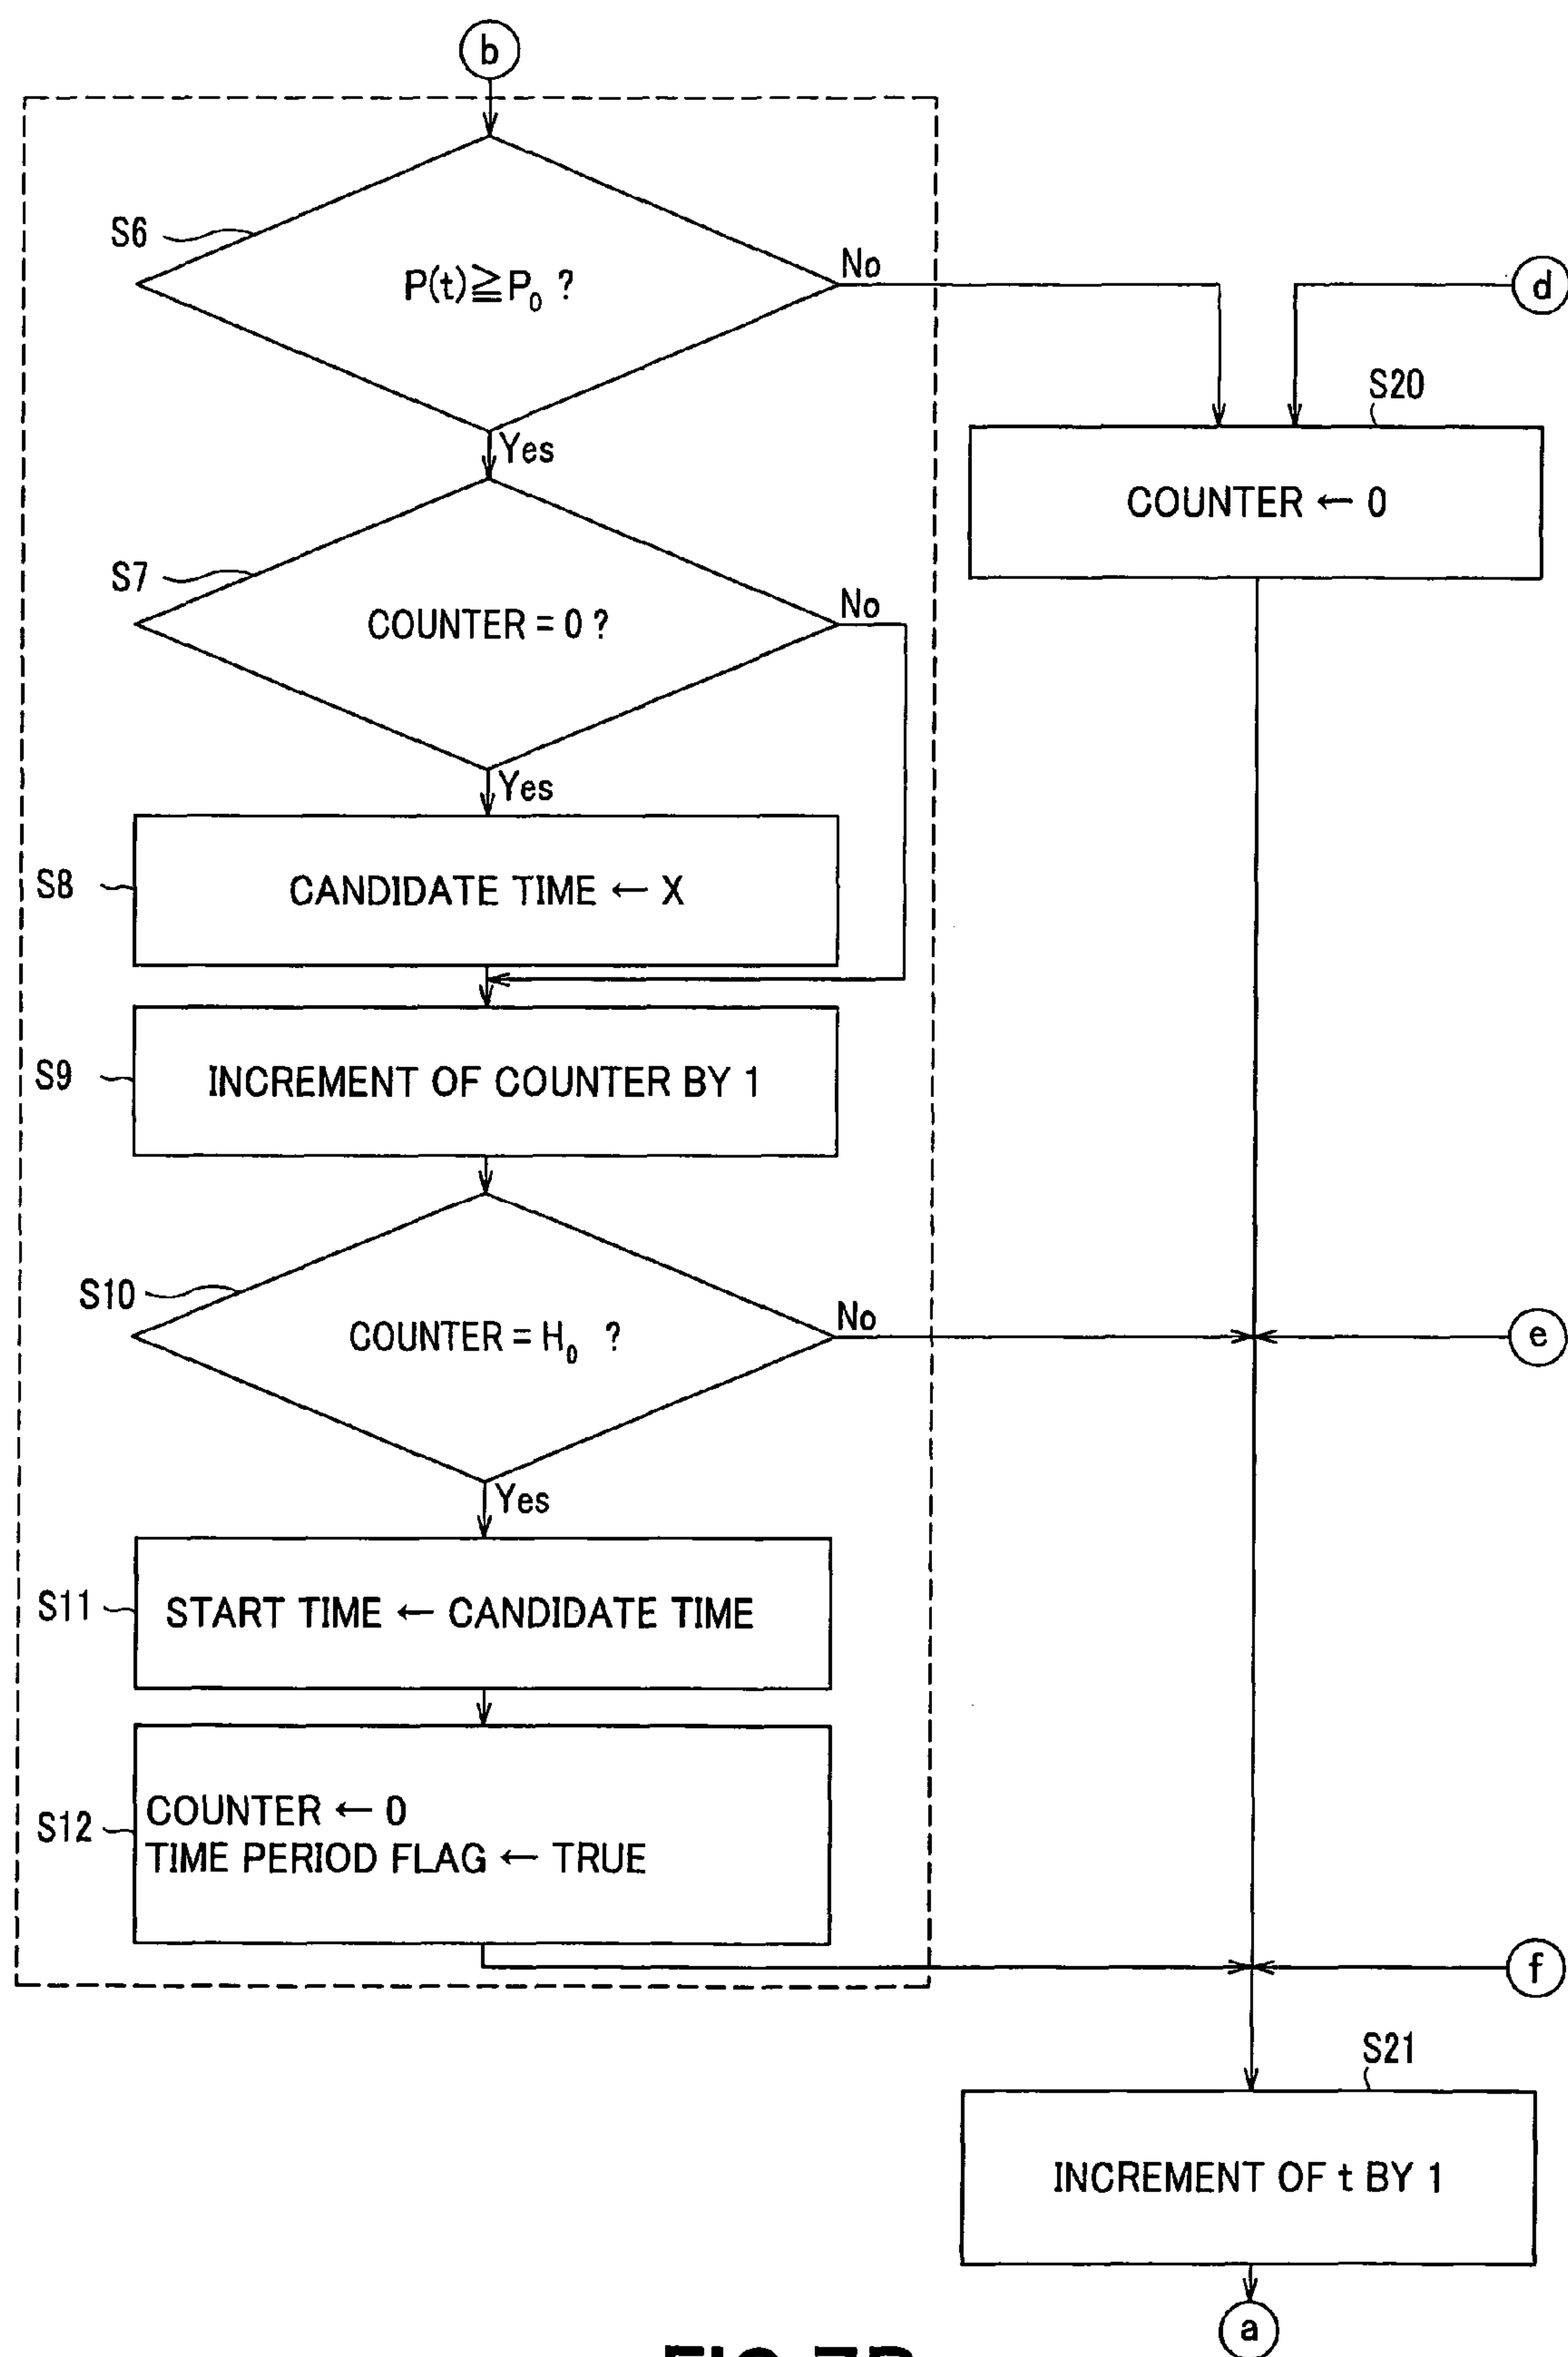 b
S6
P(t)≧P0 ?
No
d
S20
Yes
COUNTER ← 0
S7
COUNTER = 0 ?
No
Yes
S8
CANDIDATE TIME ← X
S9
INCREMENT OF COUNTER BY 1
S10
COUNTER = H0 ?
No
e
Yes
S11
START TIME ← CANDIDATE TIME
S12
COUNTER ← 0
TIME PERIOD FLAG ← TRUE
f
S21
INCREMENT OF t BY 1
a